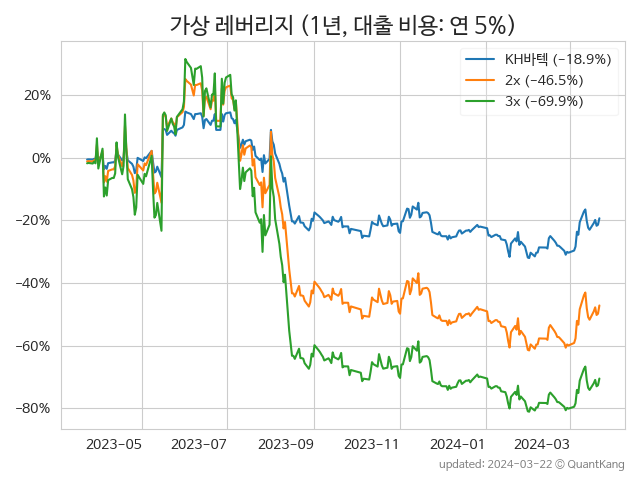 가상 레버리지 (1년, 대출 비용: 연 5%)
KH바텍 (−18.9%)
2x (−46.5%)
3x (−69.9%)
20%
0%
−20%
−40%
−60%
−80%
2023-05 2023-07 2023-09 2023-11 2024-01 2024-03
updated: 2024-03-22 © QuantKang